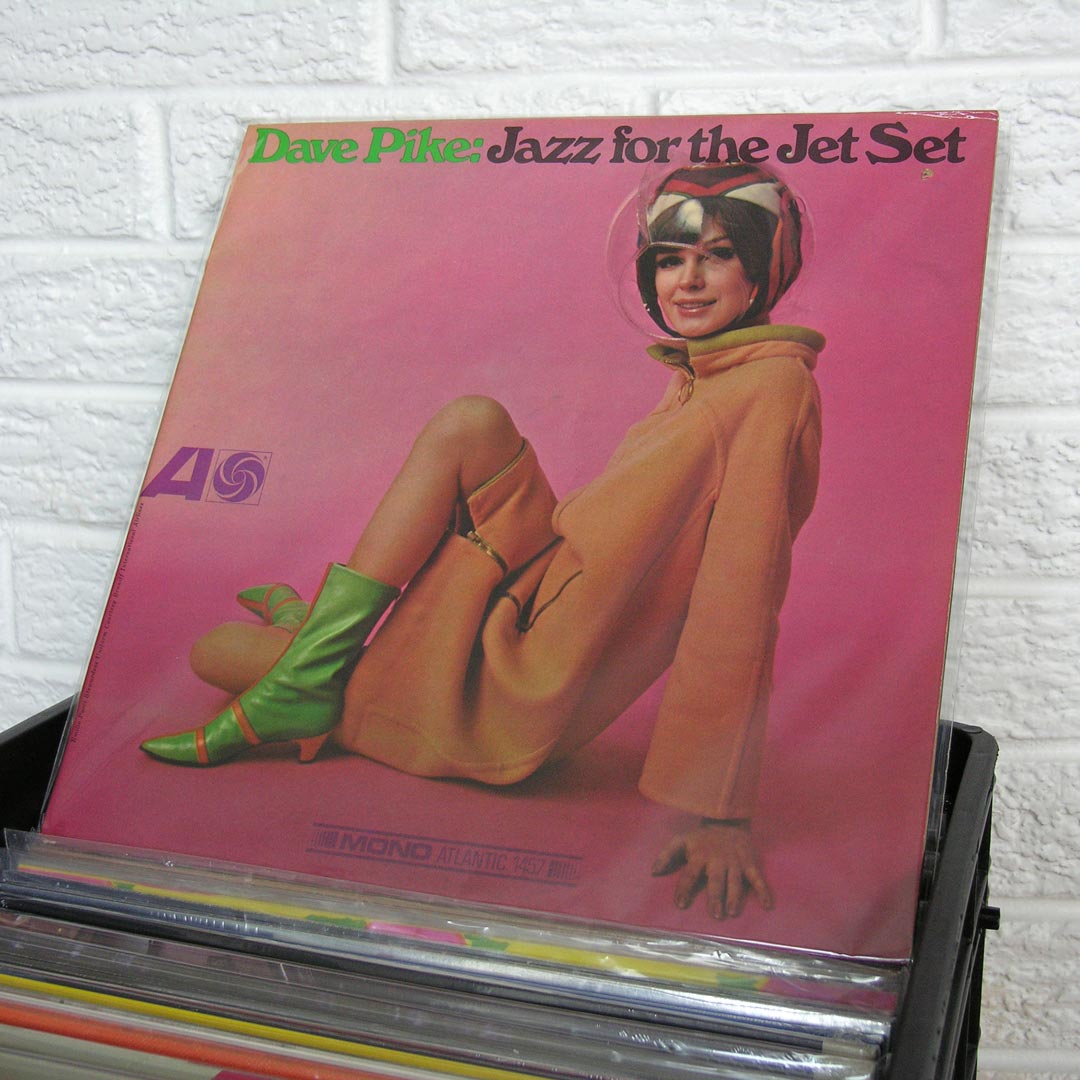 Dave Pike: Jazz for the Jet Set
A
MONO ATLANTIC 1457